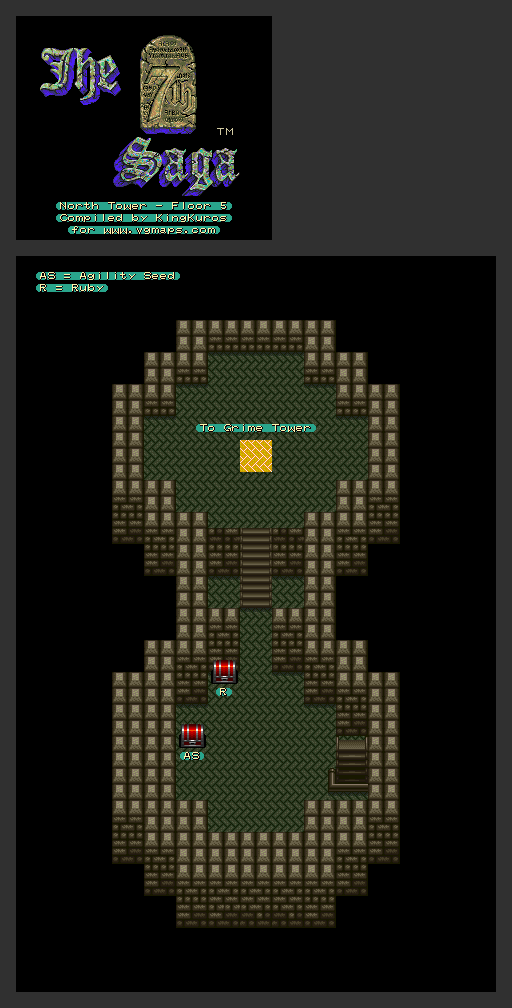 The
7th
Saga
TM
North Tower - Floor 5
Compiled by KingKuros
for www.vgmaps.com
AS = Agility Seed
R = Ruby
To Grime Tower
R
AS